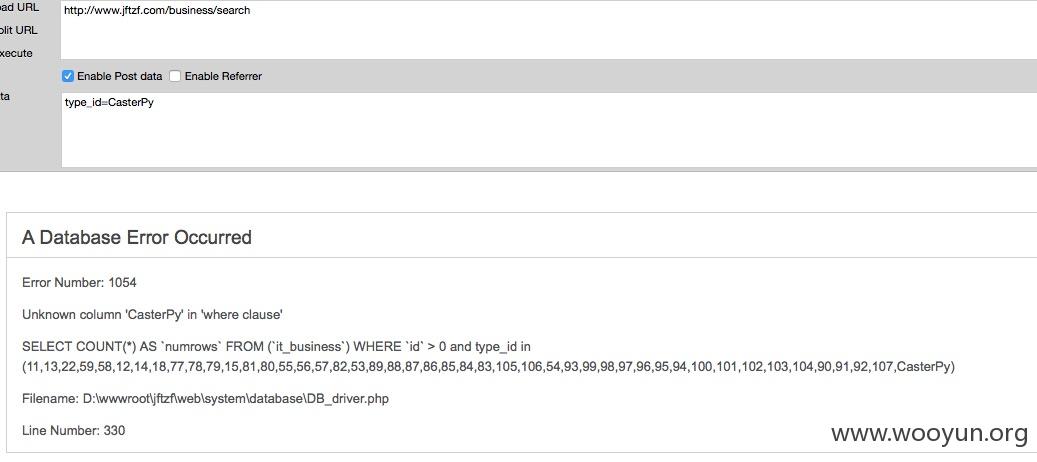 ad URL
http://www.jftzf.com/business/search
plit URL
xecute
Enable Post data
Enable Referrer
ta
type_id=CasterPy
A Database Error Occurred
Error Number: 1054
Unknown column 'CasterPy' in 'where clause'
SELECT COUNT(*) AS `numrows` FROM (`it_business`) WHERE `id` > 0 and type_id in
(11,13,22,59,58,12,14,18,77,78,79,15,81,80,55,56,57,82,53,89,88,87,86,85,84,83,105,106,54,93,99,98,97,96,95,94,100,101,102,103,104,90,91,92,107,CasterPy)
Filename: D:\wwwroot\jftzf\web\system\database\DB_driver.php
Line Number: 330
www.wooyun.org